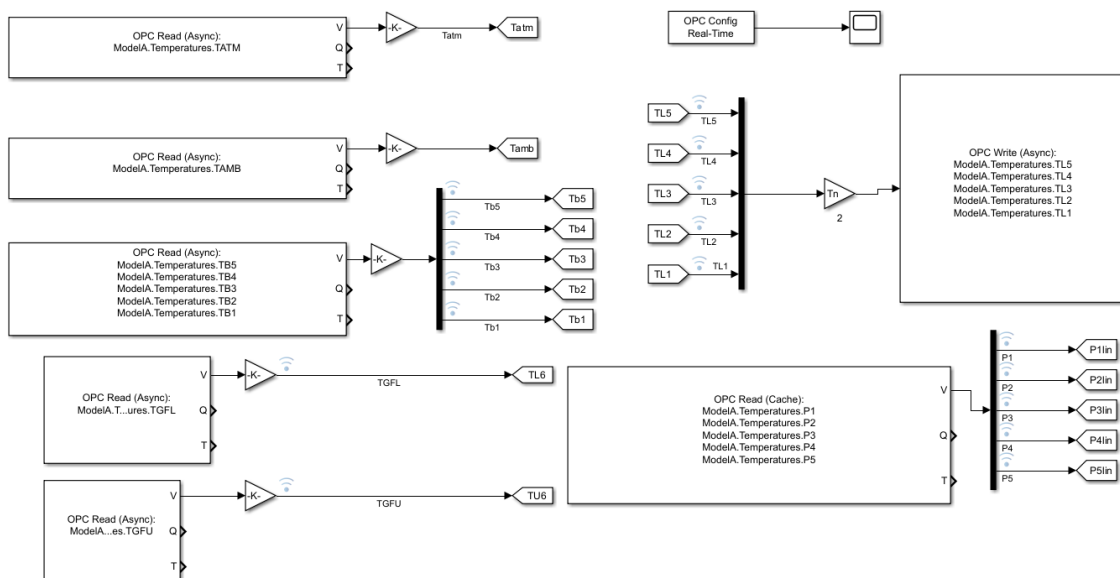 OPC Read (Async):
ModelA.Temperatures.TATM
V
Q
T
-K-
Tatm
Tatm
OPC Config
Real-Time
OPC Read (Async):
ModelA.Temperatures.TAMB
V
Q
T
-K-
Tamb
TL5
TL5
TL4
TL4
TL3
TL3
TL2
TL2
TL1
TL1
Tn
2
OPC Write (Async):
ModelA.Temperatures.TL5
ModelA.Temperatures.TL4
ModelA.Temperatures.TL3
ModelA.Temperatures.TL2
ModelA.Temperatures.TL1
OPC Read (Async):
ModelA.Temperatures.TB5
ModelA.Temperatures.TB4
ModelA.Temperatures.TB3
ModelA.Temperatures.TB2
ModelA.Temperatures.TB1
V
Q
T
-K-
Tb5
Tb5
Tb4
Tb4
Tb3
Tb3
Tb2
Tb2
Tb1
Tb1
OPC Read (Async):
ModelA.T...ures.TGFL
V
Q
T
-K-
TGFL
TL6
OPC Read (Cache):
ModelA.Temperatures.P1
ModelA.Temperatures.P2
ModelA.Temperatures.P3
ModelA.Temperatures.P4
ModelA.Temperatures.P5
V
Q
T
P1
P1lin
P2
P2lin
P3
P3lin
P4
P4lin
P5
P5lin
OPC Read (Async):
ModelA...es.TGFU
V
Q
T
-K-
TGFU
TU6